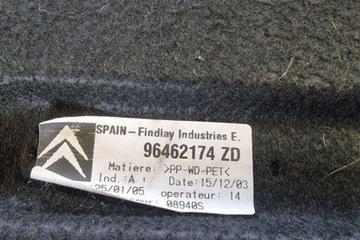 SPAIN-Findlay Industries E.
96462174 ZD
Matiere: >PP-WD-PET<
Ind.:A Date:15/12/03
25/01/05 operateur: 14
08940S